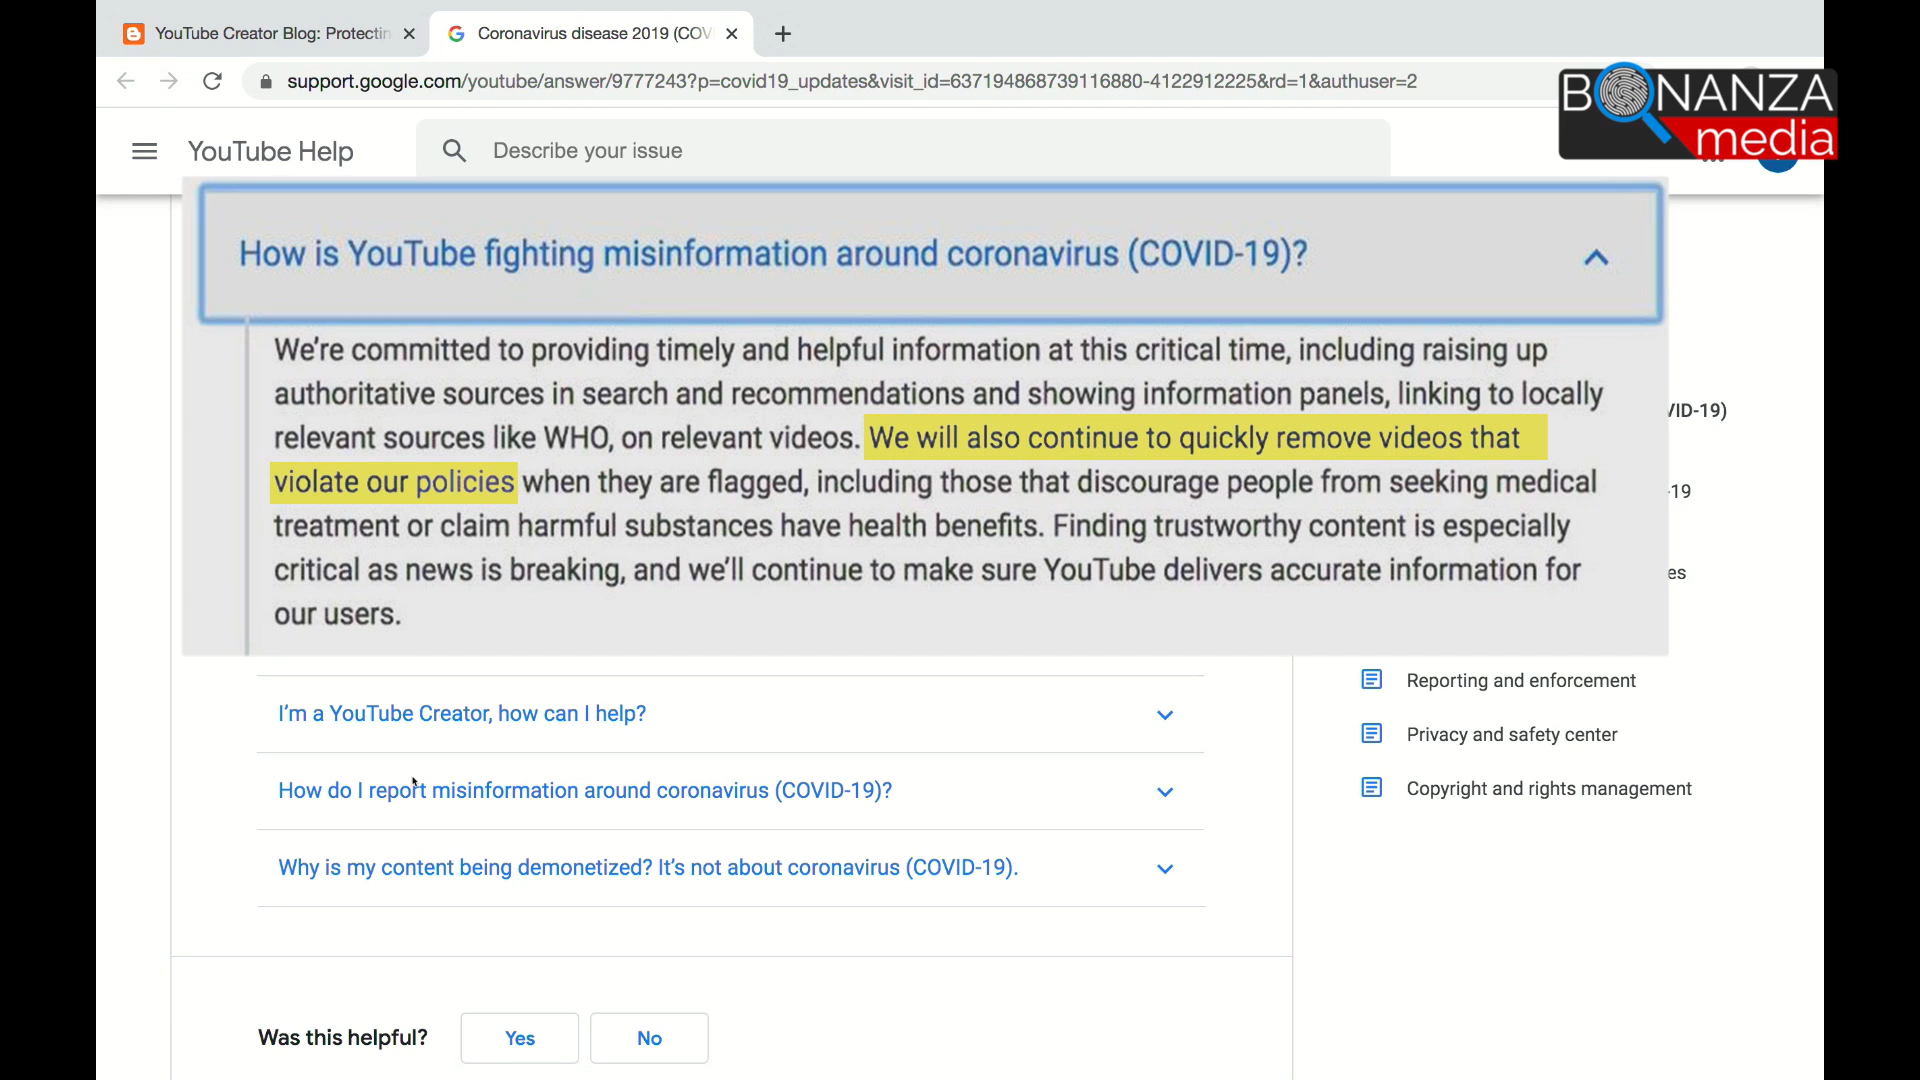 YouTube Creator Blog: Protectin
Coronavirus disease 2019 (COV
support.google.com/youtube/answer/9777243?p=covid19_updates&visit_id=637194868739116880-4122912225&rd=1&authuser=2
BONANZA
media
YouTube Help
Describe your issue
How is YouTube fighting misinformation around coronavirus (COVID-19)?
We’re committed to providing timely and helpful information at this critical time, including raising up
authoritative sources in search and recommendations and showing information panels, linking to locally
relevant sources like WHO, on relevant videos. We will also continue to quickly remove videos that
violate our policies when they are flagged, including those that discourage people from seeking medical
treatment or claim harmful substances have health benefits. Finding trustworthy content is especially
critical as news is breaking, and we’ll continue to make sure YouTube delivers accurate information for
our users.
VID-19)
-19
es
I’m a YouTube Creator, how can I help?
How do I report misinformation around coronavirus (COVID-19)?
Why is my content being demonetized? It’s not about coronavirus (COVID-19).
Reporting and enforcement
Privacy and safety center
Copyright and rights management
Was this helpful?
Yes
No